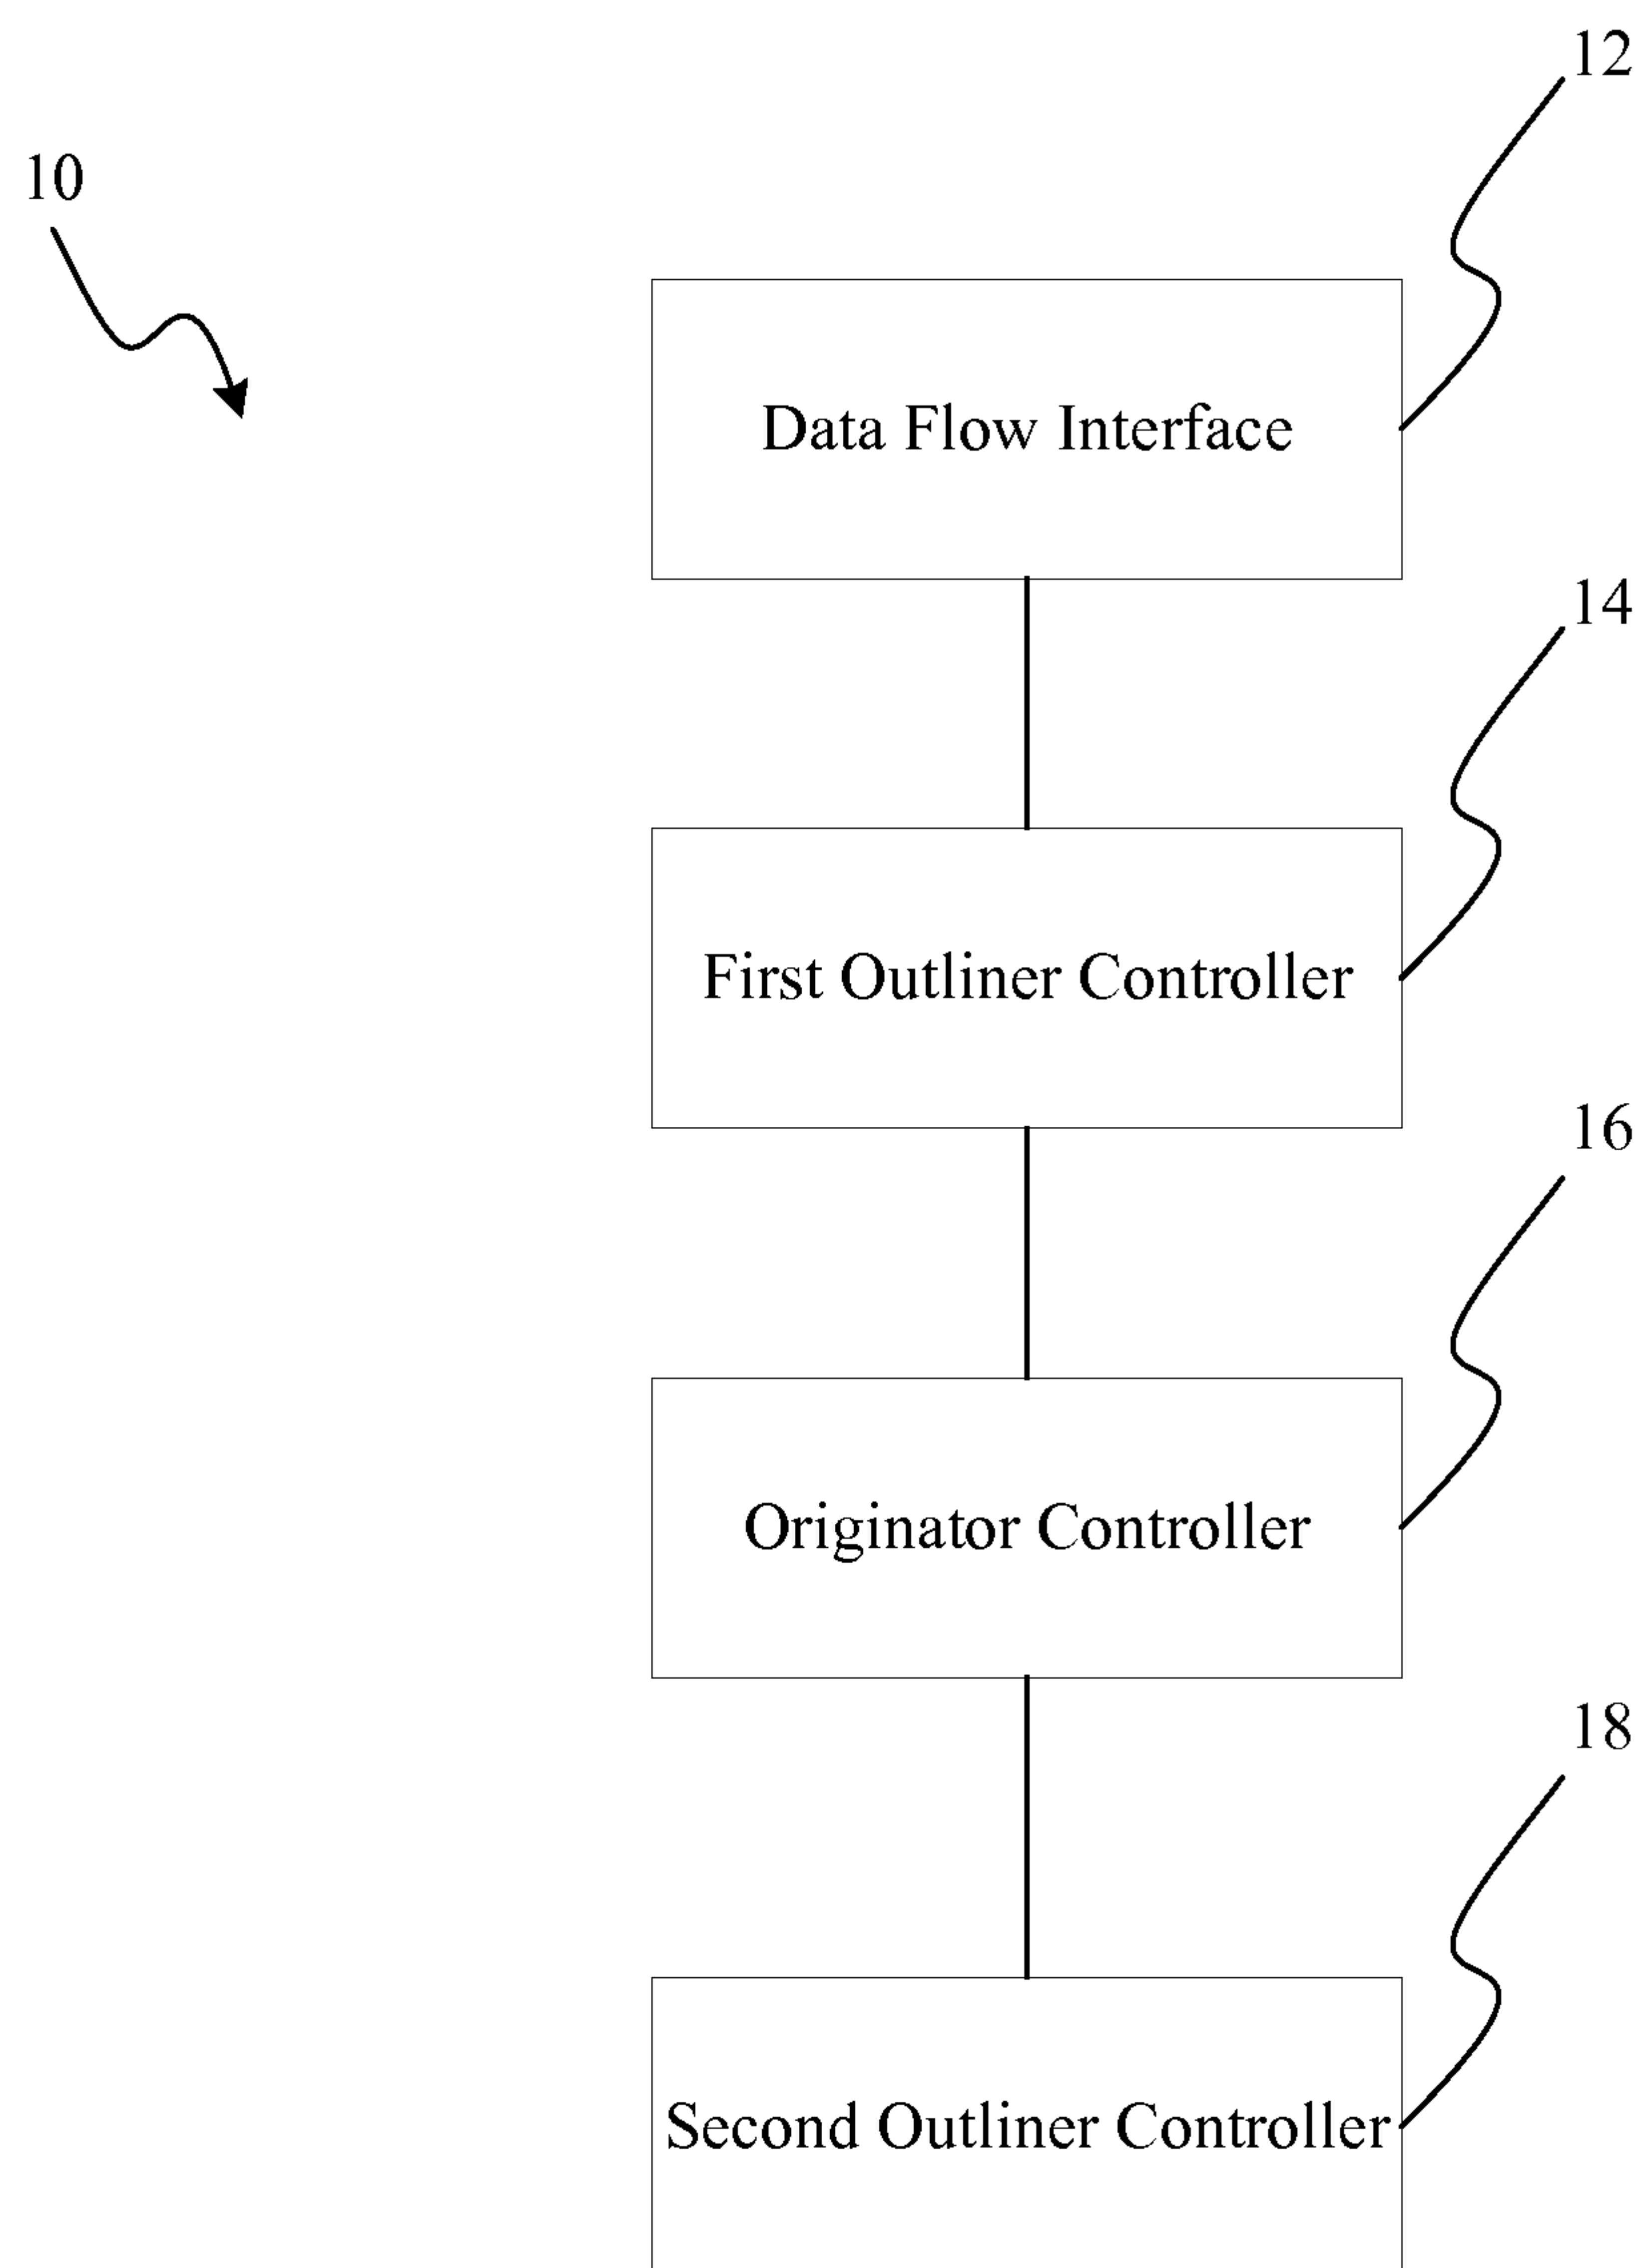 12
10
Data Flow Interface
14
First Outliner Controller
16
Originator Controller
18
Second Outliner Controller